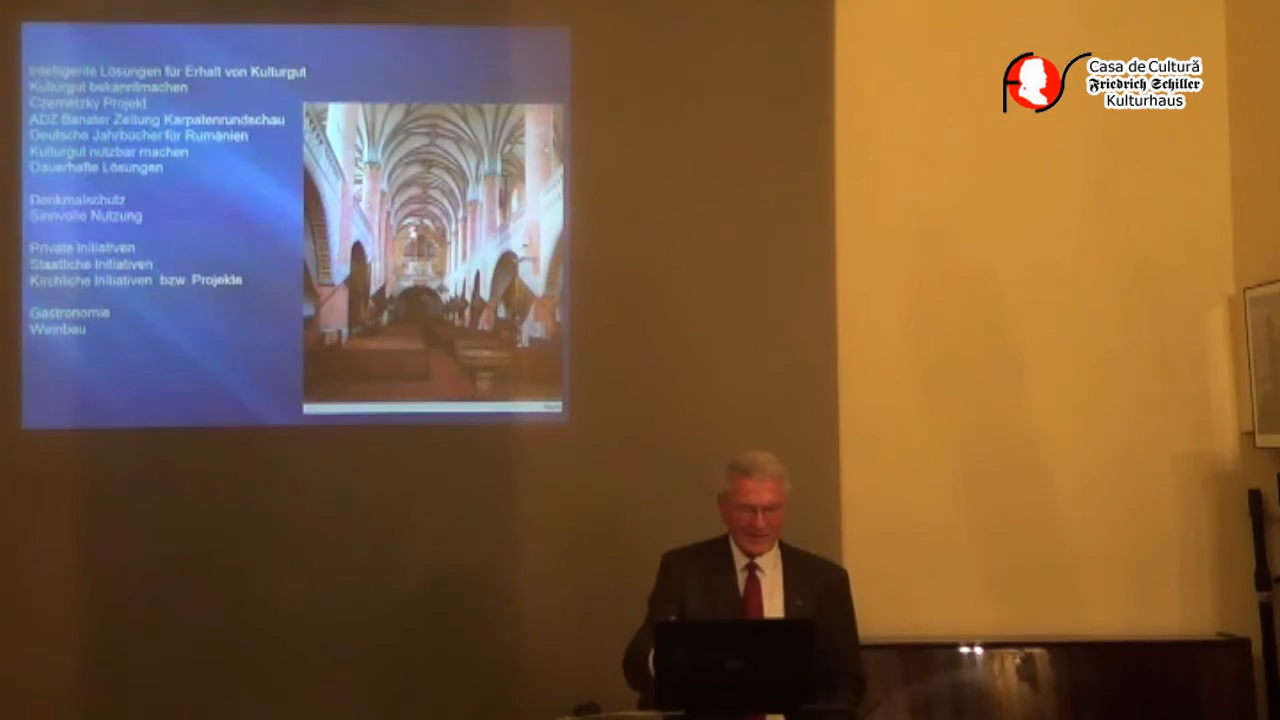 Intelligente Lösungen für Erhalt von Kulturgut
Kulturgut bekanntmachen
Czernetzky Projekt
ADZ Banater Zeitung Karpatenrundschau
Deutsche Jahrbücher für Rumänien
Kulturgut nutzbar machen
Dauerhafte Lösungen
Denkmalschutz
Sinnvolle Nutzung
Private Initiativen
Staatliche Initiativen
Kirchliche Initiativen bzw. Projekte
Gastronomie
Weinbau
Casa de Cultură
Friedrich Schiller
Kulturhaus